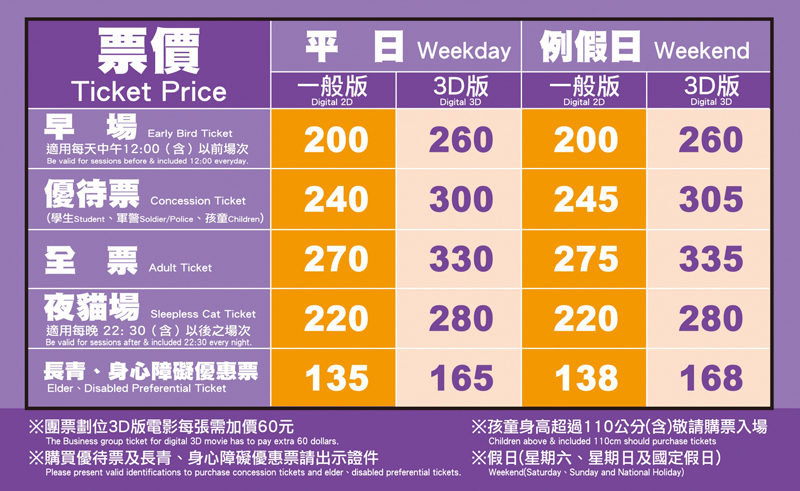 票價
Ticket Price
平 日 Weekday
例假日 Weekend
一般版
Digital 2D
3D版
Digital 3D
一般版
Digital 2D
3D版
Digital 3D
早 場 Early Bird Ticket
適用每天中午12:00（含）以前場次
Be valid for sessions before & included 12:00 everyday.
200 260 200 260
優待票 Concession Ticket
(學生Student、軍警Soldier/Police、孩童Children)
240 300 245 305
全 票 Adult Ticket
270 330 275 335
夜貓場 Sleepless Cat Ticket
適用每晚 22: 30（含）以後之場次
Be valid for sessions after & included 22:30 every night.
220 280 220 280
長青、身心障礙優惠票
Elder、Disabled Preferential Ticket
135 165 138 168
※團票劃位3D版電影每張需加價60元
The Business group ticket for digital 3D movie has to pay extra 60 dollars.
※購買優待票及長青、身心障礙優惠票請出示證件
Please present valid identifications to purchase concession tickets and elder、disabled preferential tickets.
※孩童身高超過110公分(含)敬請購票入場
Children above & included 110cm should purchase tickets
※假日(星期六、星期日及國定假日)
Weekend(Saturday、Sunday and National Holiday)